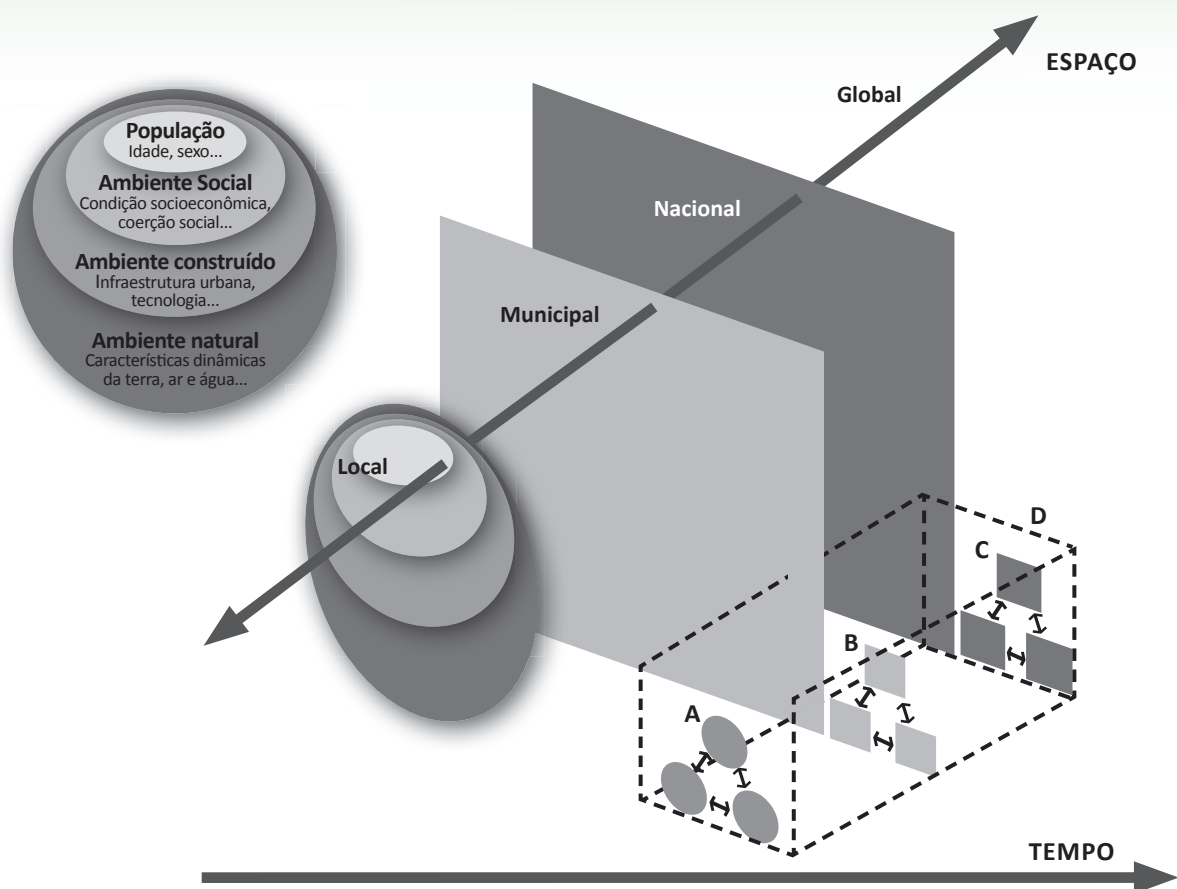 ESPAÇO
Global
População
Idade, sexo...
Ambiente Social
Condição socioeconômica,
coerção social...
Ambiente construído
Infraestrutura urbana,
tecnologia...
Ambiente natural
Características dinâmicas
da terra, ar e água...
Nacional
Municipal
Local
D
C
B
A
TEMPO